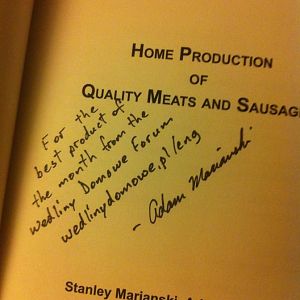 HOME PRODUCTION
OF
QUALITY MEATS AND SAUSAG
For the
best product of
the month from the
Wedliny Domowe Forum
wedlinydomowe.pl/eng
- Adam Marianski
Stanley Marianski, A